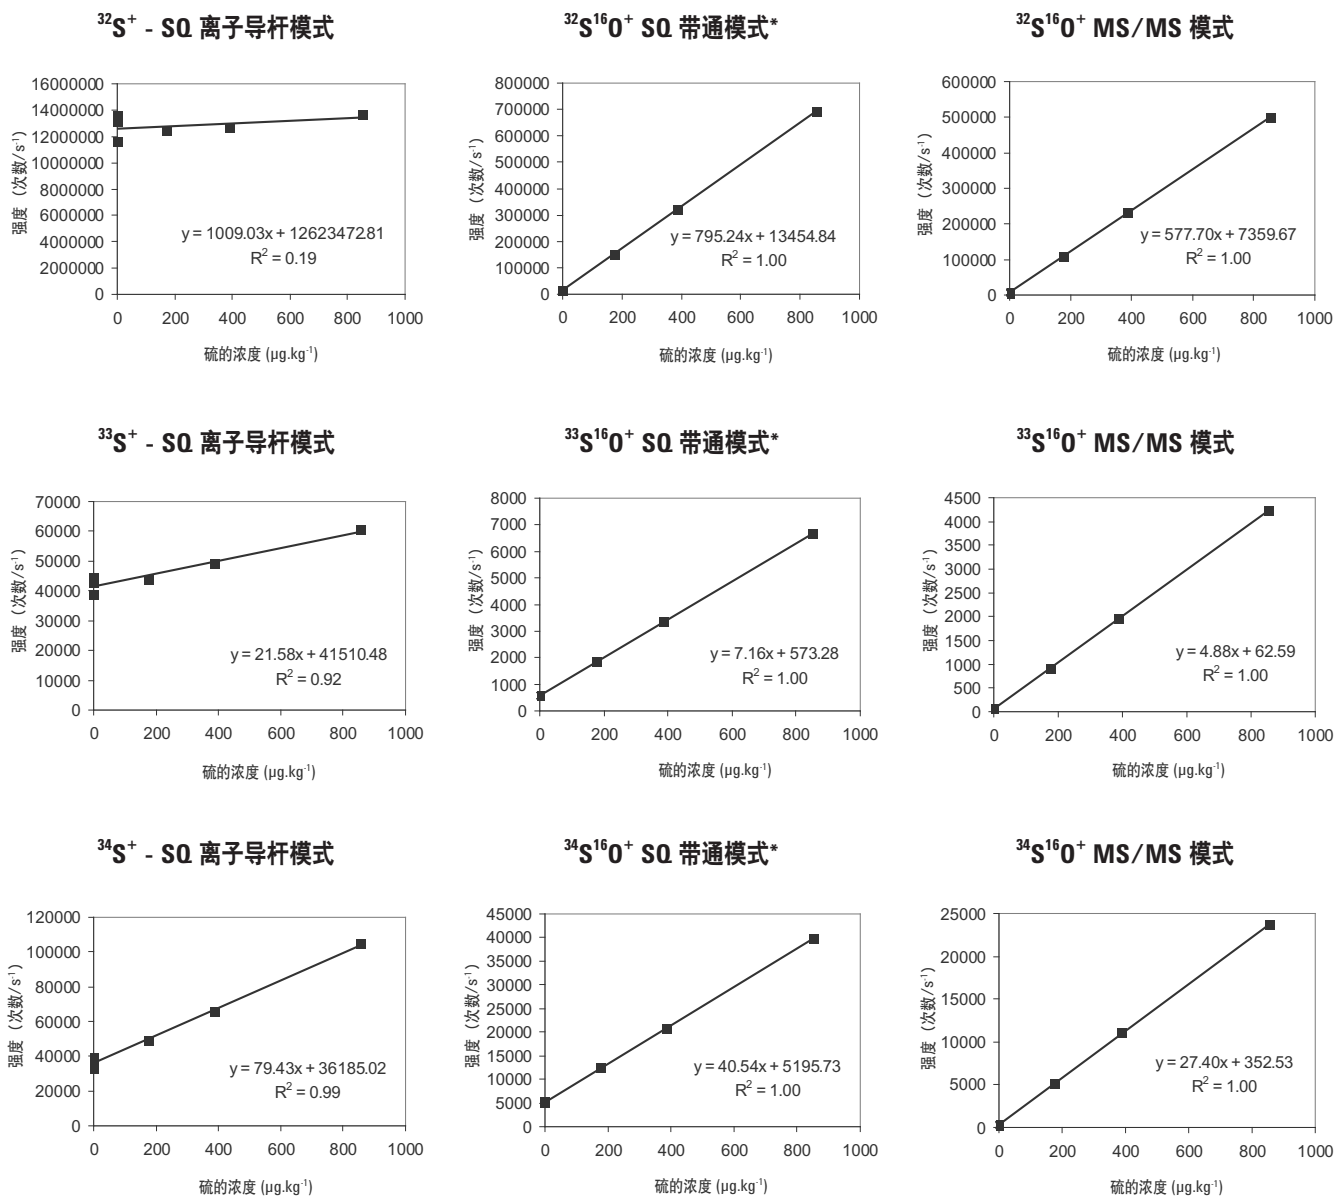 ³²S⁺ - SQ 离子导杆模式
16000000
14000000
12000000
10000000
8000000
6000000
4000000
2000000
0
强度（次数/s⁻¹）
y = 1009.03x + 12623472.81
R² = 0.19
0 200 400 600 800 1000
硫的浓度 (µg.kg⁻¹)
³²S¹⁶O⁺ SQ 带通模式*
800000
700000
600000
500000
400000
300000
200000
100000
0
强度（次数/s⁻¹）
y = 795.24x + 13454.84
R² = 1.00
0 200 400 600 800 1000
硫的浓度 (µg.kg⁻¹)
³²S¹⁶O⁺ MS/MS 模式
600000
500000
400000
300000
200000
100000
0
强度（次数/s⁻¹）
y = 577.70x + 7359.67
R² = 1.00
0 200 400 600 800 1000
硫的浓度 (µg.kg⁻¹)
³³S⁺ - SQ 离子导杆模式
70000
60000
50000
40000
30000
20000
10000
0
强度（次数/s⁻¹）
y = 21.58x + 41510.48
R² = 0.92
0 200 400 600 800 1000
硫的浓度 (µg.kg⁻¹)
³³S¹⁶O⁺ SQ 带通模式*
8000
7000
6000
5000
4000
3000
2000
1000
0
强度（次数/s⁻¹）
y = 7.16x + 573.28
R² = 1.00
0 200 400 600 800 1000
硫的浓度 (µg.kg⁻¹)
³³S¹⁶O⁺ MS/MS 模式
4500
4000
3500
3000
2500
2000
1500
1000
500
0
强度（次数/s⁻¹）
y = 4.88x + 62.59
R² = 1.00
0 200 400 600 800 1000
硫的浓度 (µg.kg⁻¹)
³⁴S⁺ - SQ 离子导杆模式
120000
100000
80000
60000
40000
20000
0
强度（次数/s⁻¹）
y = 79.43x + 36185.02
R² = 0.99
0 200 400 600 800 1000
硫的浓度 (µg.kg⁻¹)
³⁴S¹⁶O⁺ SQ 带通模式*
45000
40000
35000
30000
25000
20000
15000
10000
5000
0
强度（次数/s⁻¹）
y = 40.54x + 5195.73
R² = 1.00
0 200 400 600 800 1000
硫的浓度 (µg.kg⁻¹)
³⁴S¹⁶O⁺ MS/MS 模式
25000
20000
15000
10000
5000
0
强度（次数/s⁻¹）
y = 27.40x + 352.53
R² = 1.00
0 200 400 600 800 1000
硫的浓度 (µg.kg⁻¹)